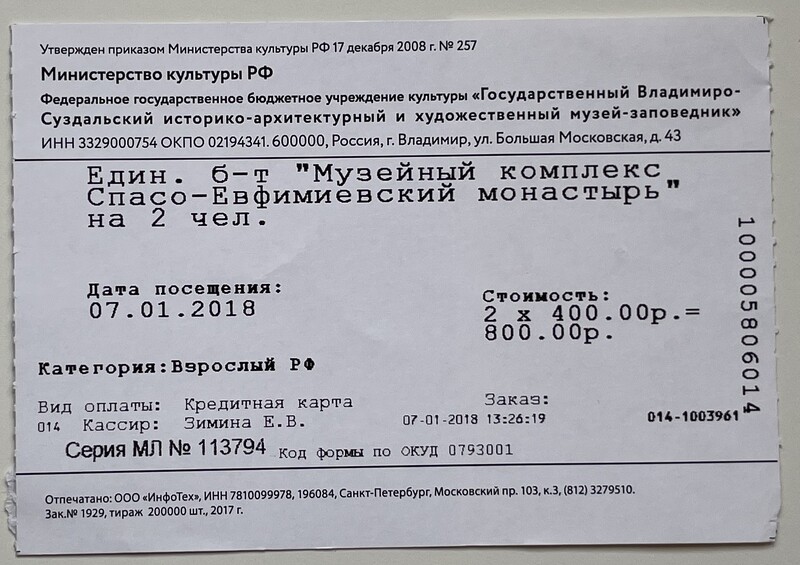 Утвержден приказом Министерства культуры РФ 17 декабря 2008 г. № 257
Министерство культуры РФ
Федеральное государственное бюджетное учреждение культуры «Государственный Владимиро-
Суздальский историко-архитектурный и художественный музей-заповедник»
ИНН 3329000754 ОКПО 02194341. 600000, Россия, г. Владимир, ул. Большая Московская, д. 43
Един. б-т "Музейный комплекс
Спасо-Евфимиевский монастырь"
на 2 чел.
Дата посещения:
07.01.2018
Стоимость:
2 х 400.00р.=
800.00р.
100005806014
Категория:Взрослый РФ
Вид оплаты: Кредитная карта
Заказ:
014 Кассир: Зимина Е.В. 07-01-2018 13:26:19 014-1003961
Серия МЛ № 113794 Код формы по ОКУД 0793001
Отпечатано: ООО «ИнфоТех», ИНН 7810099978, 196084, Санкт-Петербург, Московский пр. 103, к.3, (812) 3279510.
Зак.№ 1929, тираж 200000 шт., 2017 г.